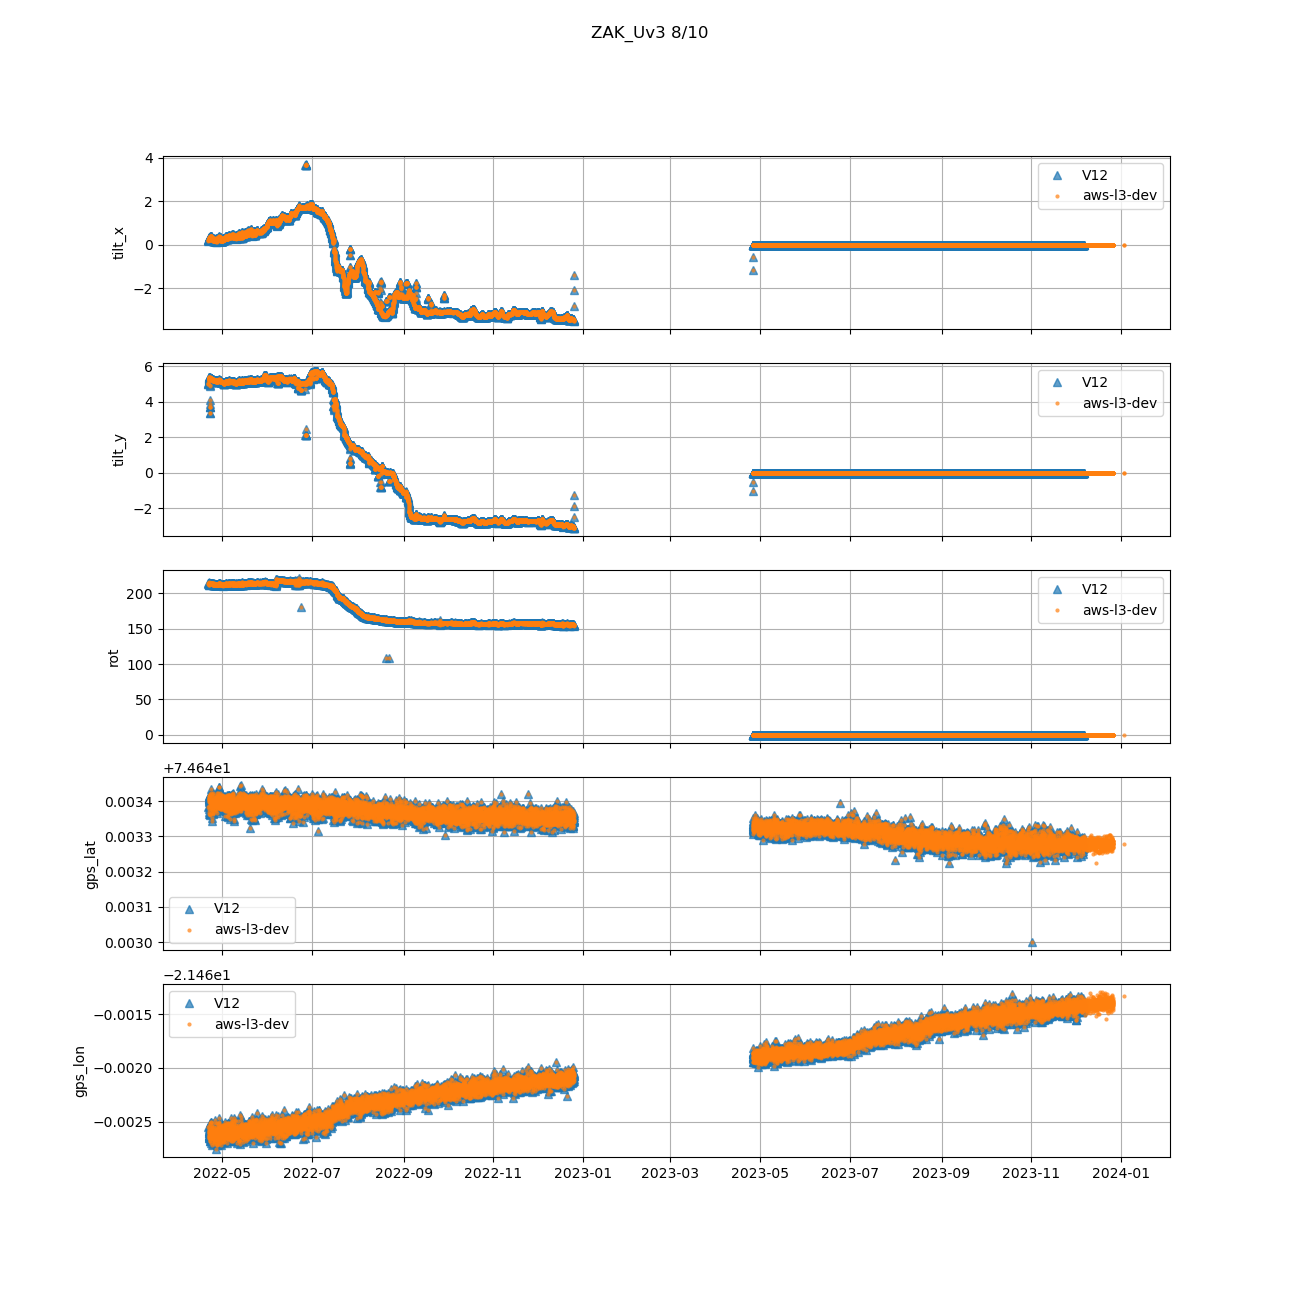 ZAK_Uv3 8/10
4
2
0
−2
tilt_x
V12
aws-l3-dev
6
4
2
0
−2
tilt_y
V12
aws-l3-dev
200
150
100
50
0
rot
V12
aws-l3-dev
+7.464e1
0.0034
0.0033
0.0032
0.0031
0.0030
gps_lat
V12
aws-l3-dev
−2.146e1
−0.0015
−0.0020
−0.0025
gps_lon
V12
aws-l3-dev
2022-05 2022-07 2022-09 2022-11 2023-01 2023-03 2023-05 2023-07 2023-09 2023-11 2024-01